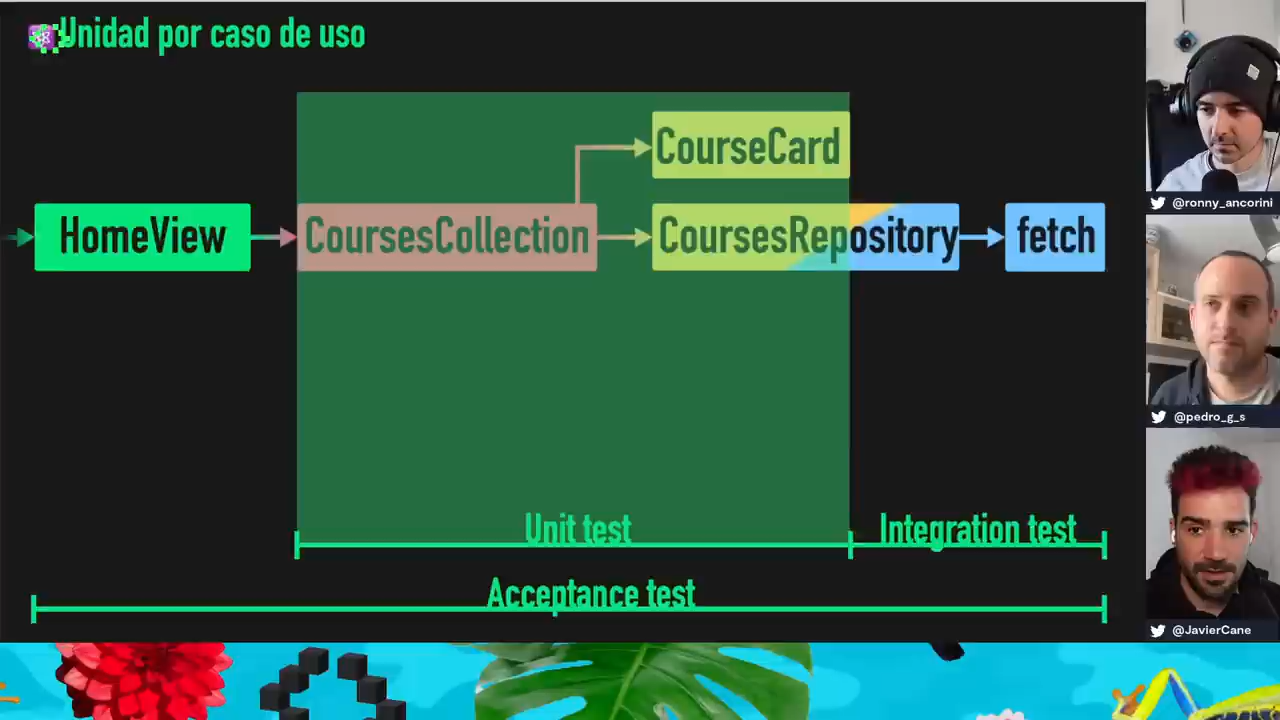 Unidad por caso de uso
CourseCard
HomeView
CoursesCollection
CoursesRepository
fetch
Unit test
Integration test
Acceptance test
@ronny_ancorini
@pedro_g_s
@JavierCane